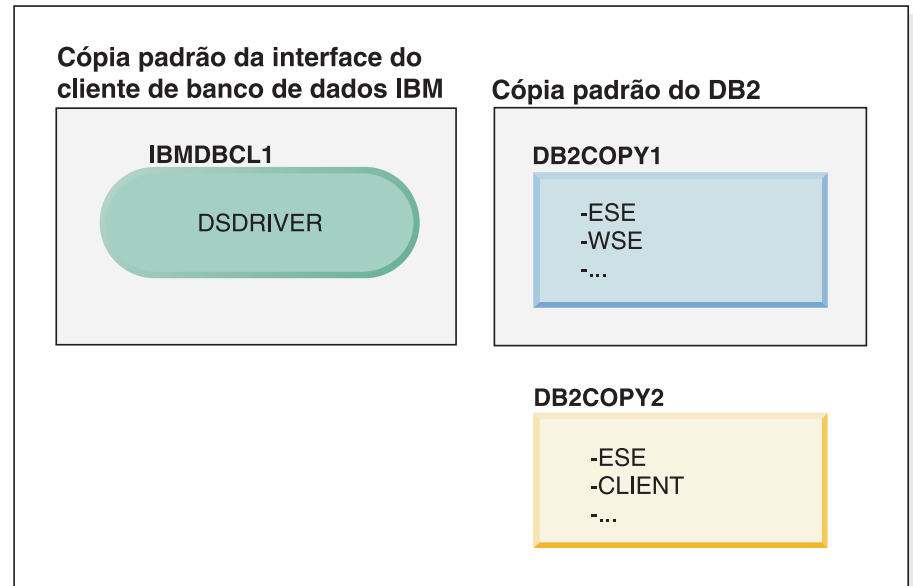 Cópia padrão da interface do
cliente de banco de dados IBM
IBMDBCL1
DSDRIVER
Cópia padrão do DB2
DB2COPY1
-ESE
-WSE
-...
DB2COPY2
-ESE
-CLIENT
-...